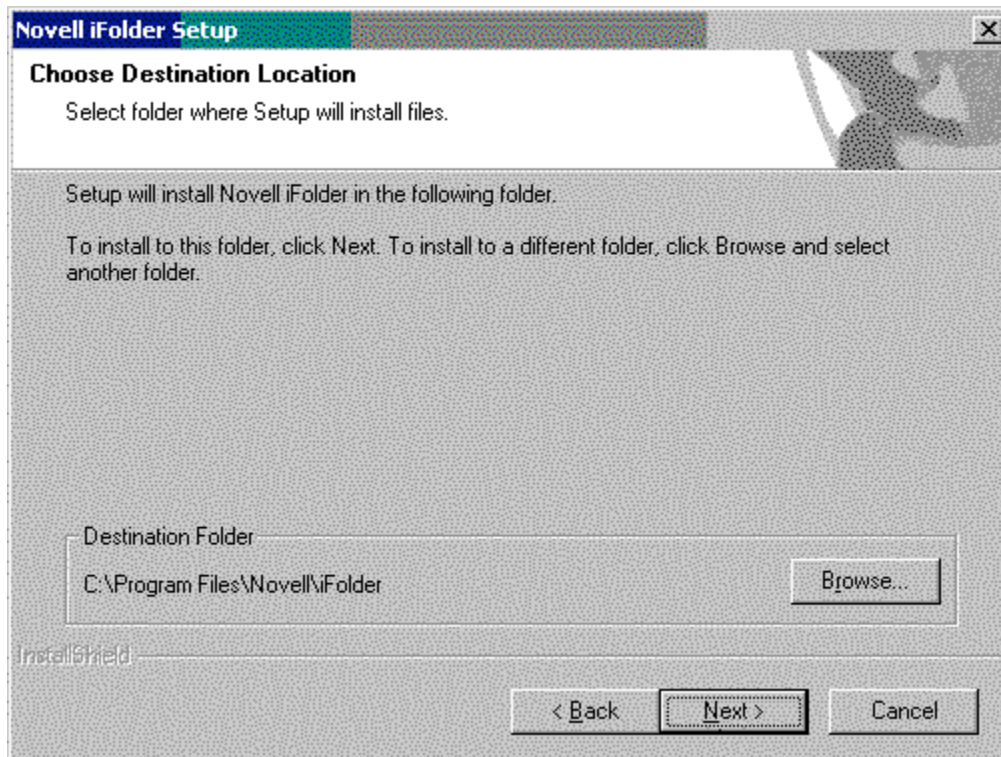 Novell iFolder Setup
Choose Destination Location
Select folder where Setup will install files.
Setup will install Novell iFolder in the following folder.
To install to this folder, click Next. To install to a different folder, click Browse and select
another folder.
Destination Folder
C:\Program Files\Novell\iFolder
Browse...
InstallShield
< Back
Next >
Cancel